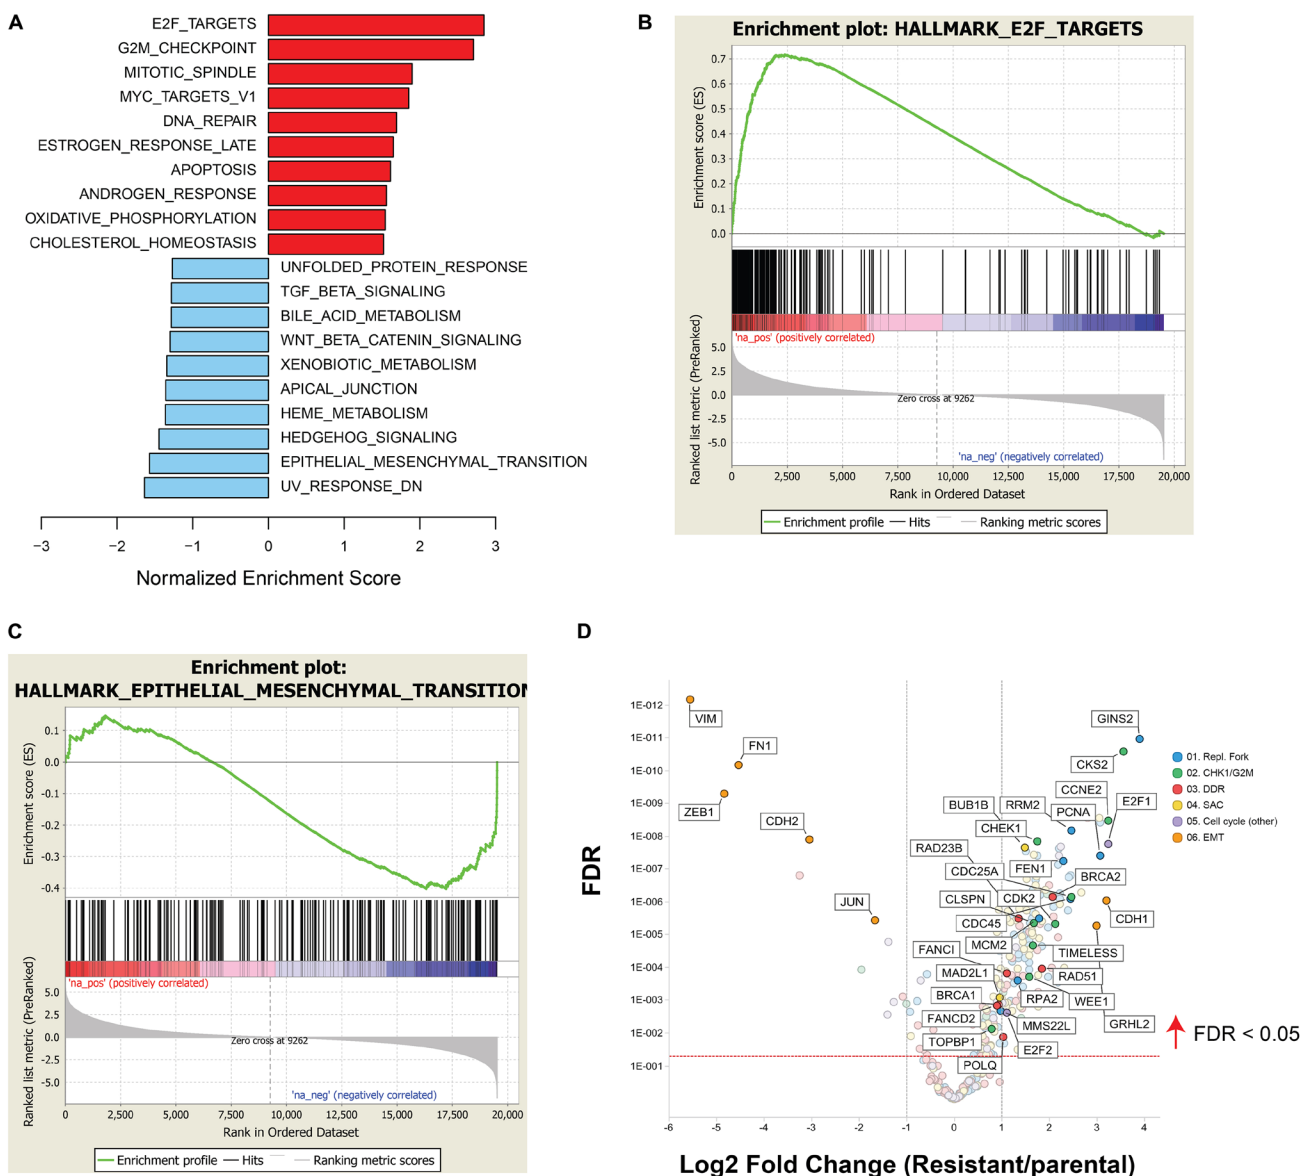 A
E2F_TARGETS
G2M_CHECKPOINT
MITOTIC_SPINDLE
MYC_TARGETS_V1
DNA_REPAIR
ESTROGEN_RESPONSE_LATE
APOPTOSIS
ANDROGEN_RESPONSE
OXIDATIVE_PHOSPHORYLATION
CHOLESTEROL_HOMEOSTASIS
UNFOLDED_PROTEIN_RESPONSE
TGF_BETA_SIGNALING
BILE_ACID_METABOLISM
WNT_BETA_CATENIN_SIGNALING
XENOBIOTIC_METABOLISM
APICAL_JUNCTION
HEME_METABOLISM
HEDGEHOG_SIGNALING
EPITHELIAL_MESENCHYMAL_TRANSITION
UV_RESPONSE_DN
−3 −2 −1 0 1 2 3
Normalized Enrichment Score
B
Enrichment plot: HALLMARK_E2F_TARGETS
Enrichment score (ES)
0.7
0.6
0.5
0.4
0.3
0.2
0.1
0.0
'na_pos' (positively correlated)
Ranked list metric (PreRanked)
5.0
2.5
0.0
-2.5
-5.0
Zero cross at 9262
'na_neg' (negatively correlated)
0 2,500 5,000 7,500 10,000 12,500 15,000 17,500 20,000
Rank in Ordered Dataset
Enrichment profile Hits Ranking metric scores
C
Enrichment plot:
HALLMARK_EPITHELIAL_MESENCHYMAL_TRANSITION
Enrichment score (ES)
0.1
0.0
-0.1
-0.2
-0.3
-0.4
'na_pos' (positively correlated)
Ranked list metric (PreRanked)
5.0
2.5
0.0
-2.5
-5.0
Zero cross at 9262
'na_neg' (negatively correlated)
0 2,500 5,000 7,500 10,000 12,500 15,000 17,500 20,000
Rank in Ordered Dataset
Enrichment profile Hits Ranking metric scores
D
FDR
1E-012
1E-011
1E-010
1E-009
1E-008
1E-007
1E-006
1E-005
1E-004
1E-003
1E-002
1E-001
VIM
FN1
ZEB1
CDH2
JUN
GINS2
CKS2
CCNE2
E2F1
BUB1B
RRM2
PCNA
CHEK1
RAD23B
FEN1
CDC25A
BRCA2
CLSPN
CDK2
CDH1
CDC45
MCM2
FANCI
TIMELESS
MAD2L1
RAD51
BRCA1
RPA2
WEE1
FANCD2
MMS22L
GRHL2
TOPBP1
E2F2
POLQ
01. Repl. Fork
02. CHK1/G2M
03. DDR
04. SAC
05. Cell cycle (other)
06. EMT
FDR < 0.05
-6 -5 -4 -3 -2 -1 0 1 2 3 4
Log2 Fold Change (Resistant/parental)